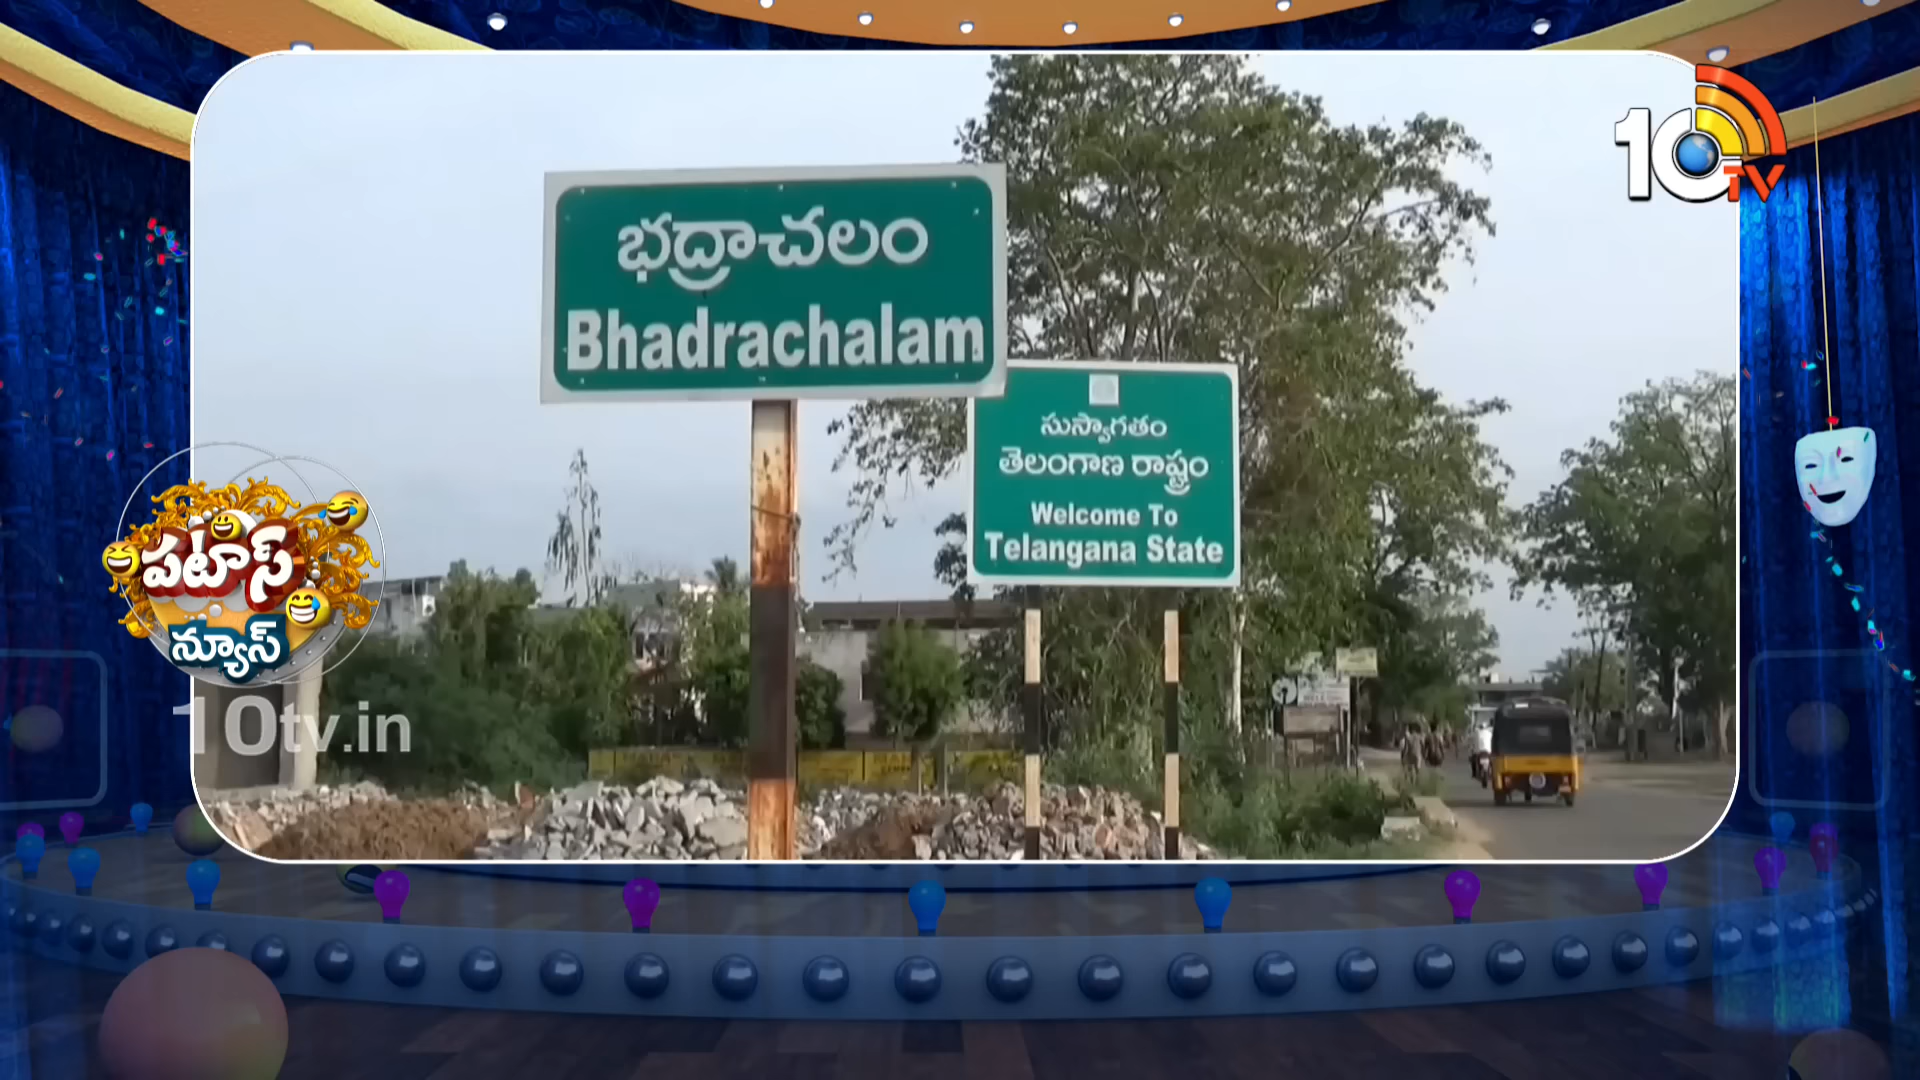 10TV
భద్రాచలం
Bhadrachalam
సుస్వాగతం
తెలంగాణ రాష్ట్రం
Welcome To
Telangana State
పటాస్
న్యూస్
10tv.in